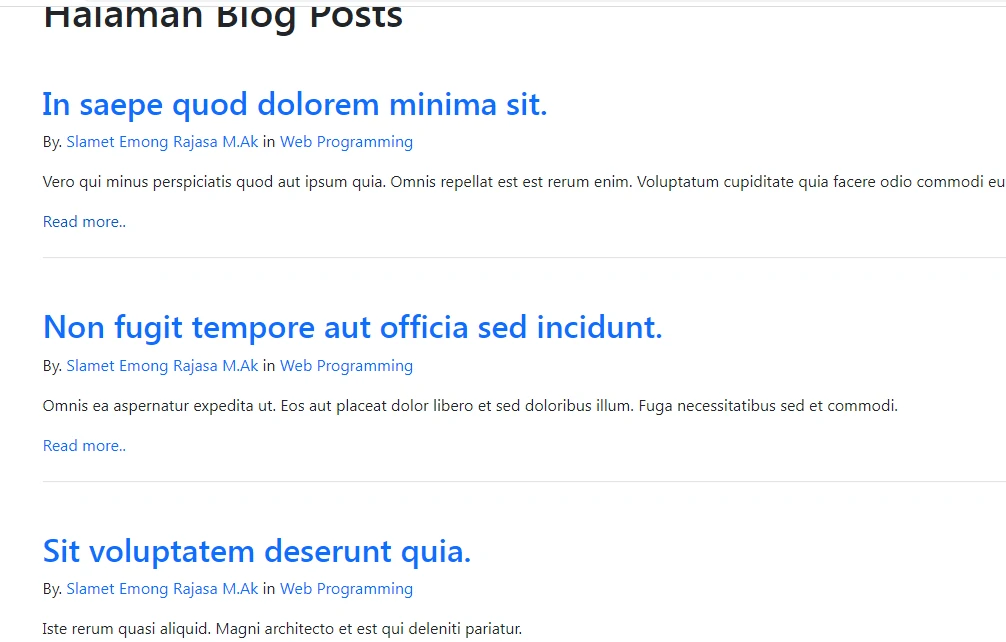 Halaman Blog Posts
In saepe quod dolorem minima sit.
By. Slamet Emong Rajasa M.Ak in Web Programming
Vero qui minus perspiciatis quod aut ipsum quia. Omnis repellat est est rerum enim. Voluptatum cupiditate quia facere odio commodi eu
Read more..
Non fugit tempore aut officia sed incidunt.
By. Slamet Emong Rajasa M.Ak in Web Programming
Omnis ea aspernatur expedita ut. Eos aut placeat dolor libero et sed doloribus illum. Fuga necessitatibus sed et commodi.
Read more..
Sit voluptatem deserunt quia.
By. Slamet Emong Rajasa M.Ak in Web Programming
Iste rerum quasi aliquid. Magni architecto et est qui deleniti pariatur.